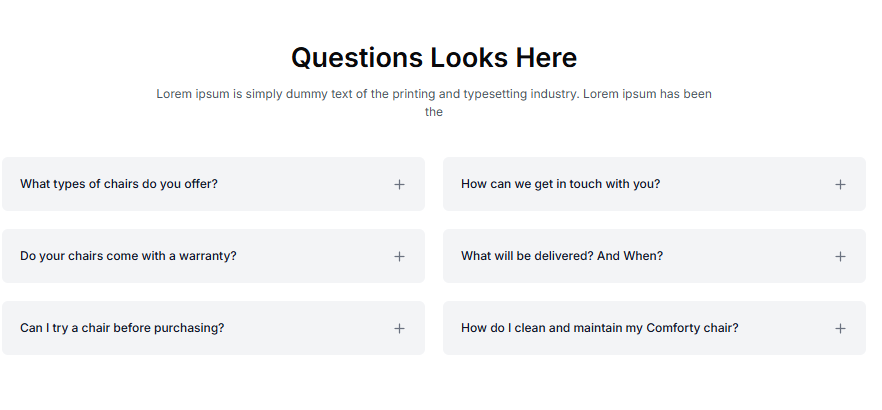 Questions Looks Here
Lorem ipsum is simply dummy text of the printing and typesetting industry. Lorem ipsum has been
the
What types of chairs do you offer?
How can we get in touch with you?
Do your chairs come with a warranty?
What will be delivered? And When?
Can I try a chair before purchasing?
How do I clean and maintain my Comforty chair?